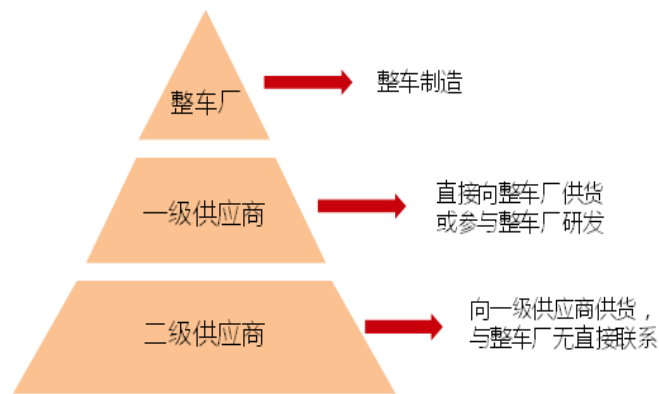 整车厂
整车制造
一级供应商
直接向整车厂供货
或参与整车厂研发
二级供应商
向一级供应商供货，
与整车厂无直接联系